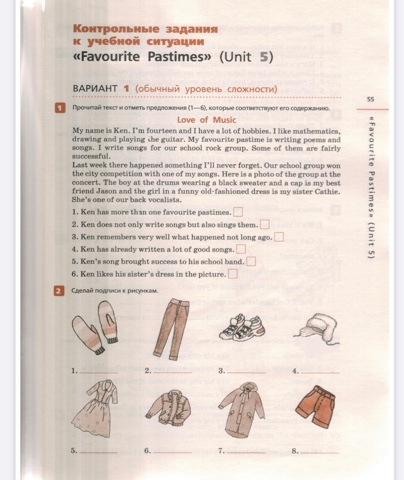 Контрольные задания
к учебной ситуации
«Favourite Pastimes» (Unit 5)
ВАРИАНТ 1 (обычный уровень сложности)
1 Прочитай текст и отметь предложения (1—6), которые соответствуют его содержанию.
Love of Music
My name is Ken. I'm fourteen and I have a lot of hobbies. I like mathematics,
drawing and playing the guitar. My favourite pastime is writing poems and
songs. I write songs for our school rock group. Some of them are fairly
successful.
Last week there happened something I'll never forget. Our school group won
the city competition with one of my songs. Here is a photo of the group at the
concert. The boy at the drums wearing a black sweater and a cap is my best
friend Jason and the girl in a funny old-fashioned dress is my sister Cathie.
She's one of our back vocalists.
1. Ken has more than one favourite pastimes.
2. Ken does not only write songs but also sings them.
3. Ken remembers very well what happened not long ago.
4. Ken has already written a lot of good songs.
5. Ken's song brought success to his school band.
6. Ken likes his sister's dress in the picture.
2 Сделай подписи к рисункам.
1. 2. 3. 4.
5. 6. 7. 8.
55
«Favourite Pastimes» (Unit 5)